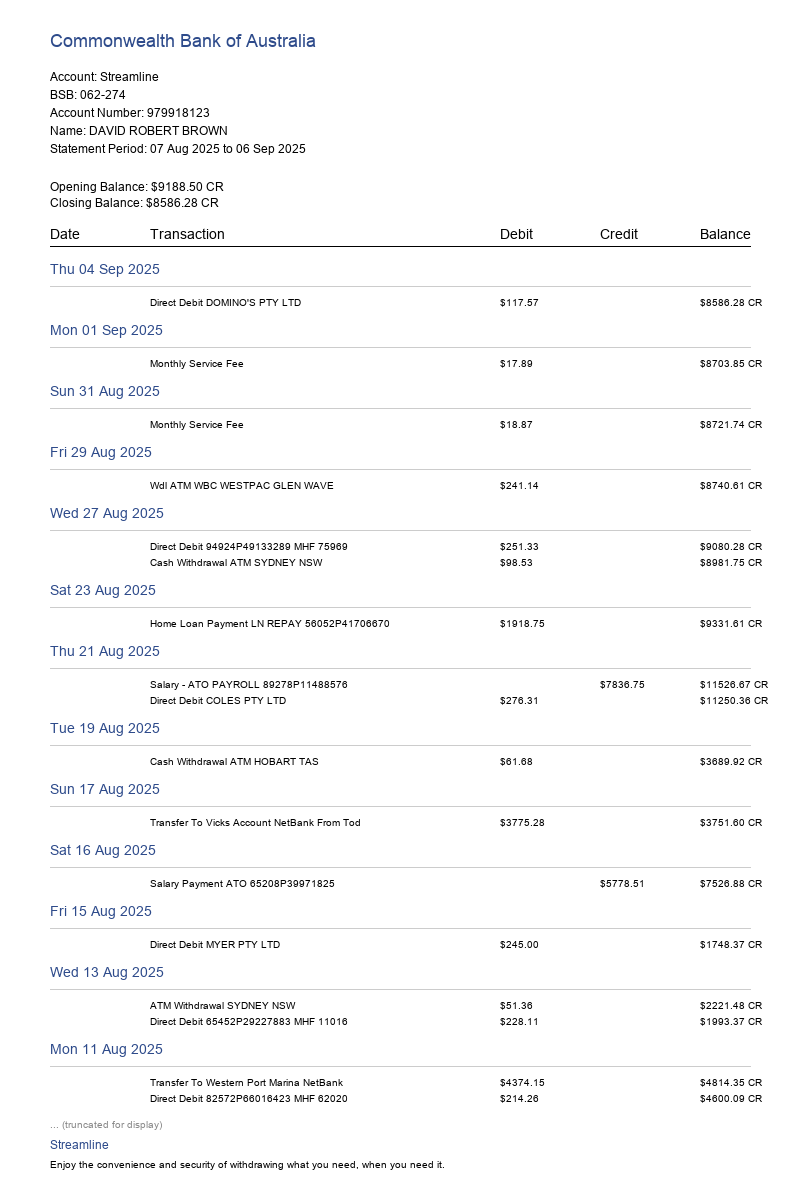 Commonwealth Bank of Australia
Account: Streamline
BSB: 062-274
Account Number: 979918123
Name: DAVID ROBERT BROWN
Statement Period: 07 Aug 2025 to 06 Sep 2025
Opening Balance: $9188.50 CR
Closing Balance: $8586.28 CR
Date Transaction Debit Credit Balance
Thu 04 Sep 2025
Direct Debit DOMINO'S PTY LTD $117.57 $8586.28 CR
Mon 01 Sep 2025
Monthly Service Fee $17.89 $8703.85 CR
Sun 31 Aug 2025
Monthly Service Fee $18.87 $8721.74 CR
Fri 29 Aug 2025
Wdl ATM WBC WESTPAC GLEN WAVE $241.14 $8740.61 CR
Wed 27 Aug 2025
Direct Debit 94924P49133289 MHF 75969 $251.33 $9080.28 CR
Cash Withdrawal ATM SYDNEY NSW $98.53 $8981.75 CR
Sat 23 Aug 2025
Home Loan Payment LN REPAY 56052P41706670 $1918.75 $9331.61 CR
Thu 21 Aug 2025
Salary - ATO PAYROLL 89278P11488576 $7836.75 $11526.67 CR
Direct Debit COLES PTY LTD $276.31 $11250.36 CR
Tue 19 Aug 2025
Cash Withdrawal ATM HOBART TAS $61.68 $3689.92 CR
Sun 17 Aug 2025
Transfer To Vicks Account NetBank From Tod $3775.28 $3751.60 CR
Sat 16 Aug 2025
Salary Payment ATO 65208P39971825 $5778.51 $7526.88 CR
Fri 15 Aug 2025
Direct Debit MYER PTY LTD $245.00 $1748.37 CR
Wed 13 Aug 2025
ATM Withdrawal SYDNEY NSW $51.36 $2221.48 CR
Direct Debit 65452P29227883 MHF 11016 $228.11 $1993.37 CR
Mon 11 Aug 2025
Transfer To Western Port Marina NetBank $4374.15 $4814.35 CR
Direct Debit 82572P66016423 MHF 62020 $214.26 $4600.09 CR
... (truncated for display)
Streamline
Enjoy the convenience and security of withdrawing what you need, when you need it.